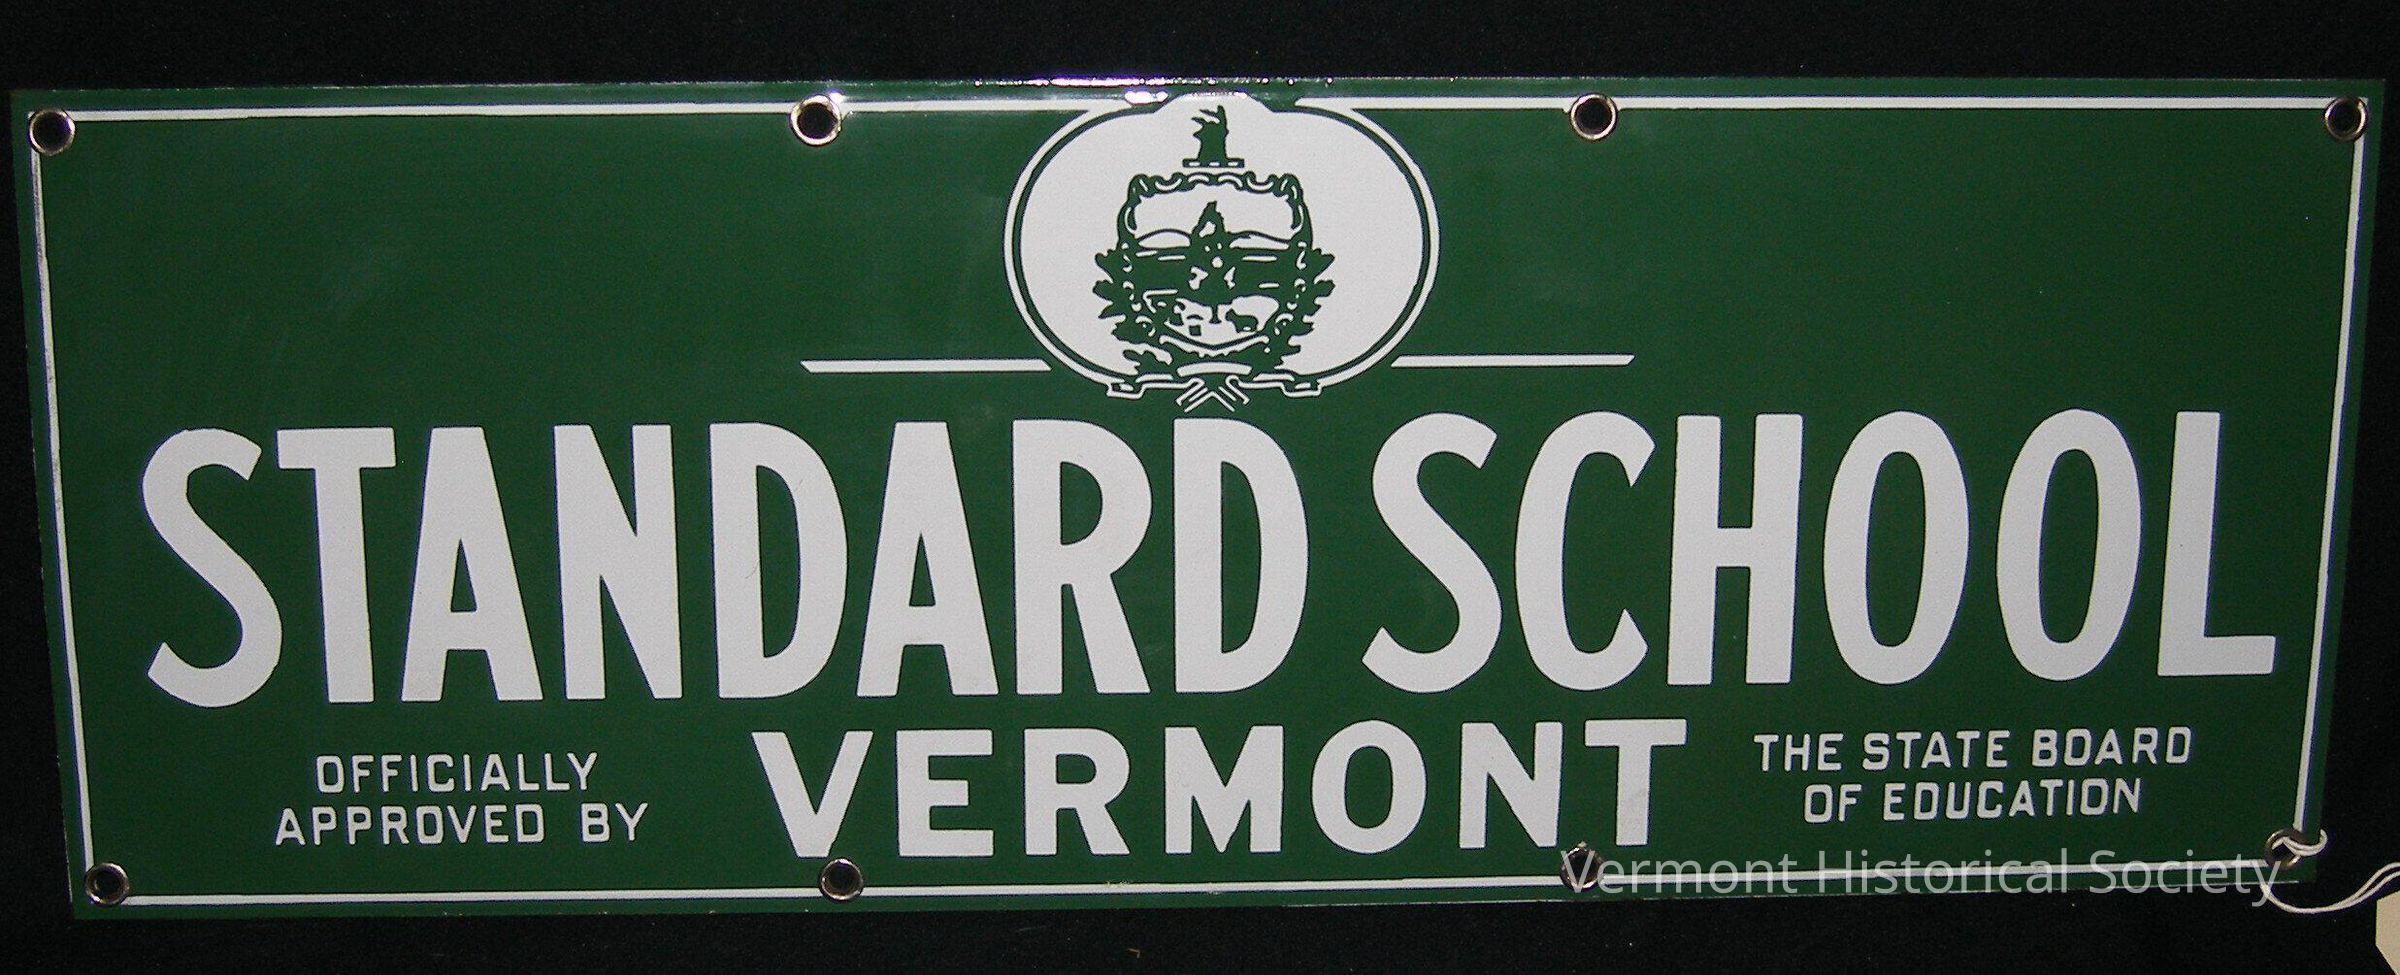 STANDARD SCHOOL
OFFICIALLY
APPROVED BY
VERMONT
THE STATE BOARD
OF EDUCATION
Vermont Historical Society